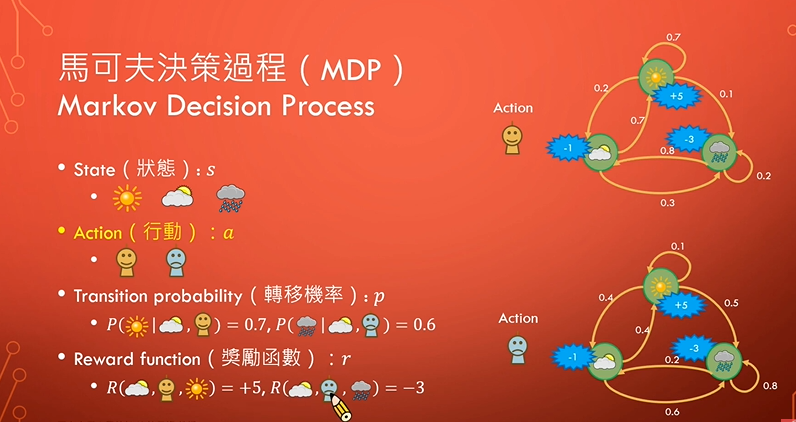 馬可夫決策過程（MDP）
Markov Decision Process
• State（狀態）: s
• Action（行動）：a
• Transition probability（轉移機率）: p
• P( | , ) = 0.7, P( | , ) = 0.6
• Reward function（獎勵函數）：r
• R( , , ) = +5, R( , , ) = −3
Action
0.7
0.2
+5
0.1
0.7
-1
-3
0.8
0.2
0.3
Action
0.1
0.4
+5
0.5
0.4
-1
-3
0.2
0.8
0.6